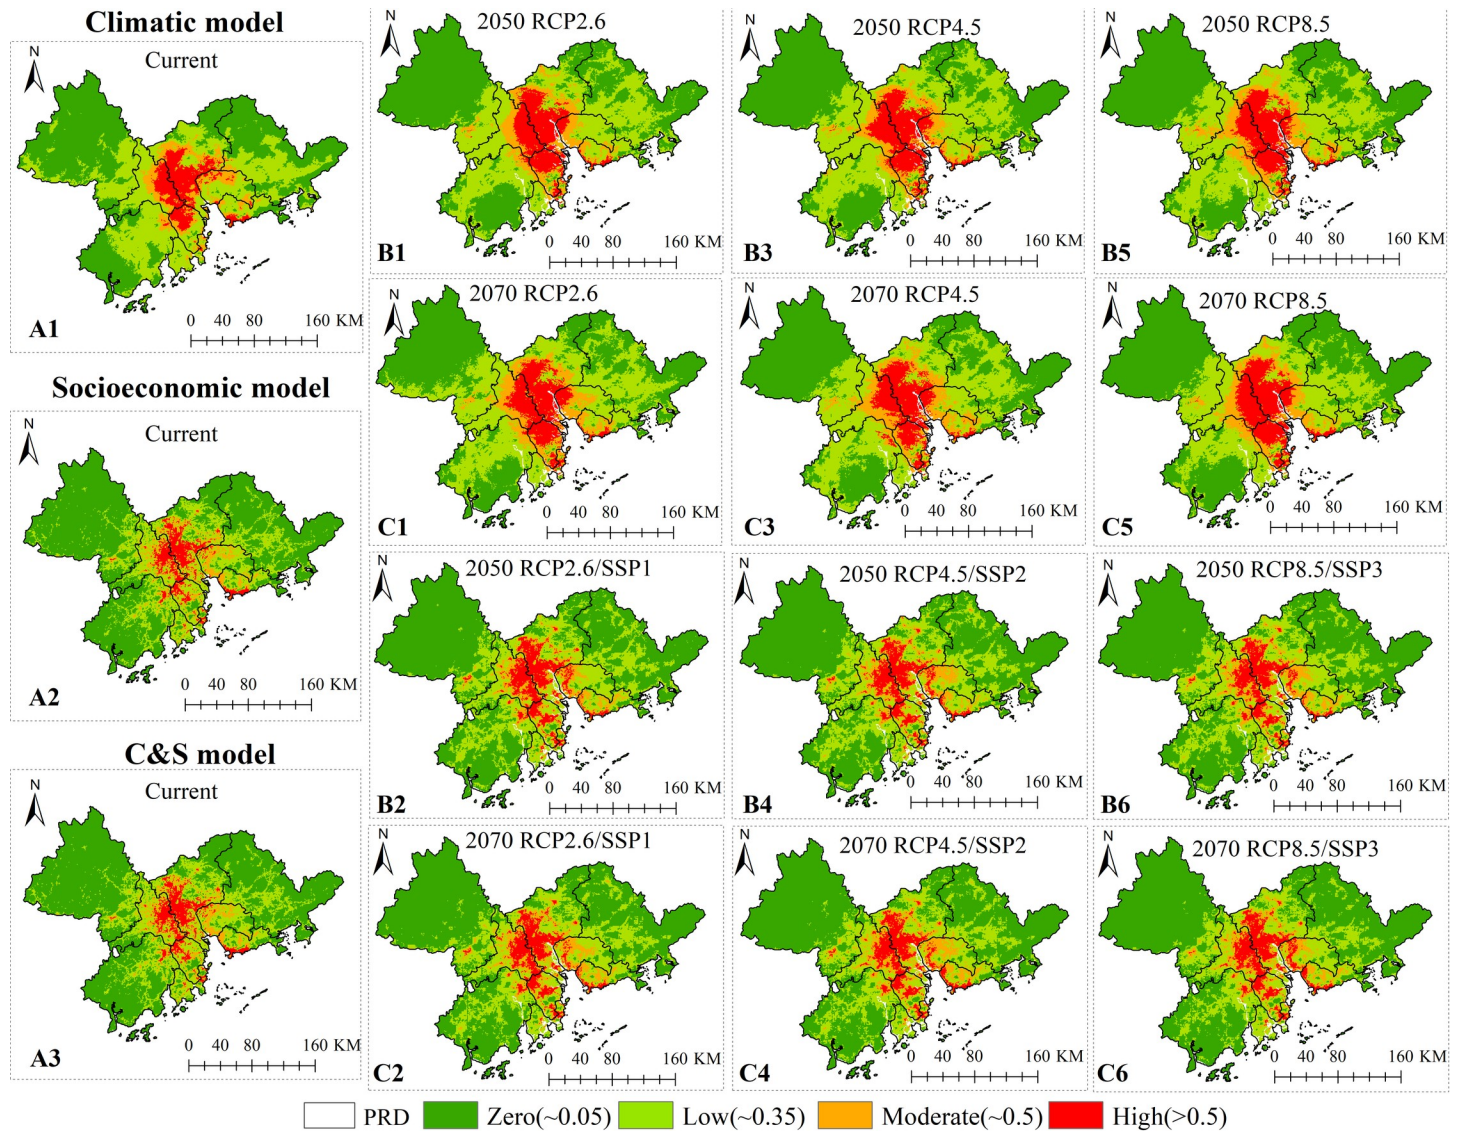 Climatic model
N
Current
A1
0 40 80 160 KM
Socioeconomic model
N
Current
A2
0 40 80 160 KM
C&S model
N
Current
A3
0 40 80 160 KM
N
2050 RCP2.6
B1
0 40 80 160 KM
N
2050 RCP4.5
B3
0 40 80 160 KM
N
2050 RCP8.5
B5
0 40 80 160 KM
N
2070 RCP2.6
C1
0 40 80 160 KM
N
2070 RCP4.5
C3
0 40 80 160 KM
N
2070 RCP8.5
C5
0 40 80 160 KM
N
2050 RCP2.6/SSP1
B2
0 40 80 160 KM
N
2050 RCP4.5/SSP2
B4
0 40 80 160 KM
N
2050 RCP8.5/SSP3
B6
0 40 80 160 KM
N
2070 RCP2.6/SSP1
C2
0 40 80 160 KM
N
2070 RCP4.5/SSP2
C4
0 40 80 160 KM
N
2070 RCP8.5/SSP3
C6
0 40 80 160 KM
PRD Zero(~0.05) Low(~0.35) Moderate(~0.5) High(>0.5)